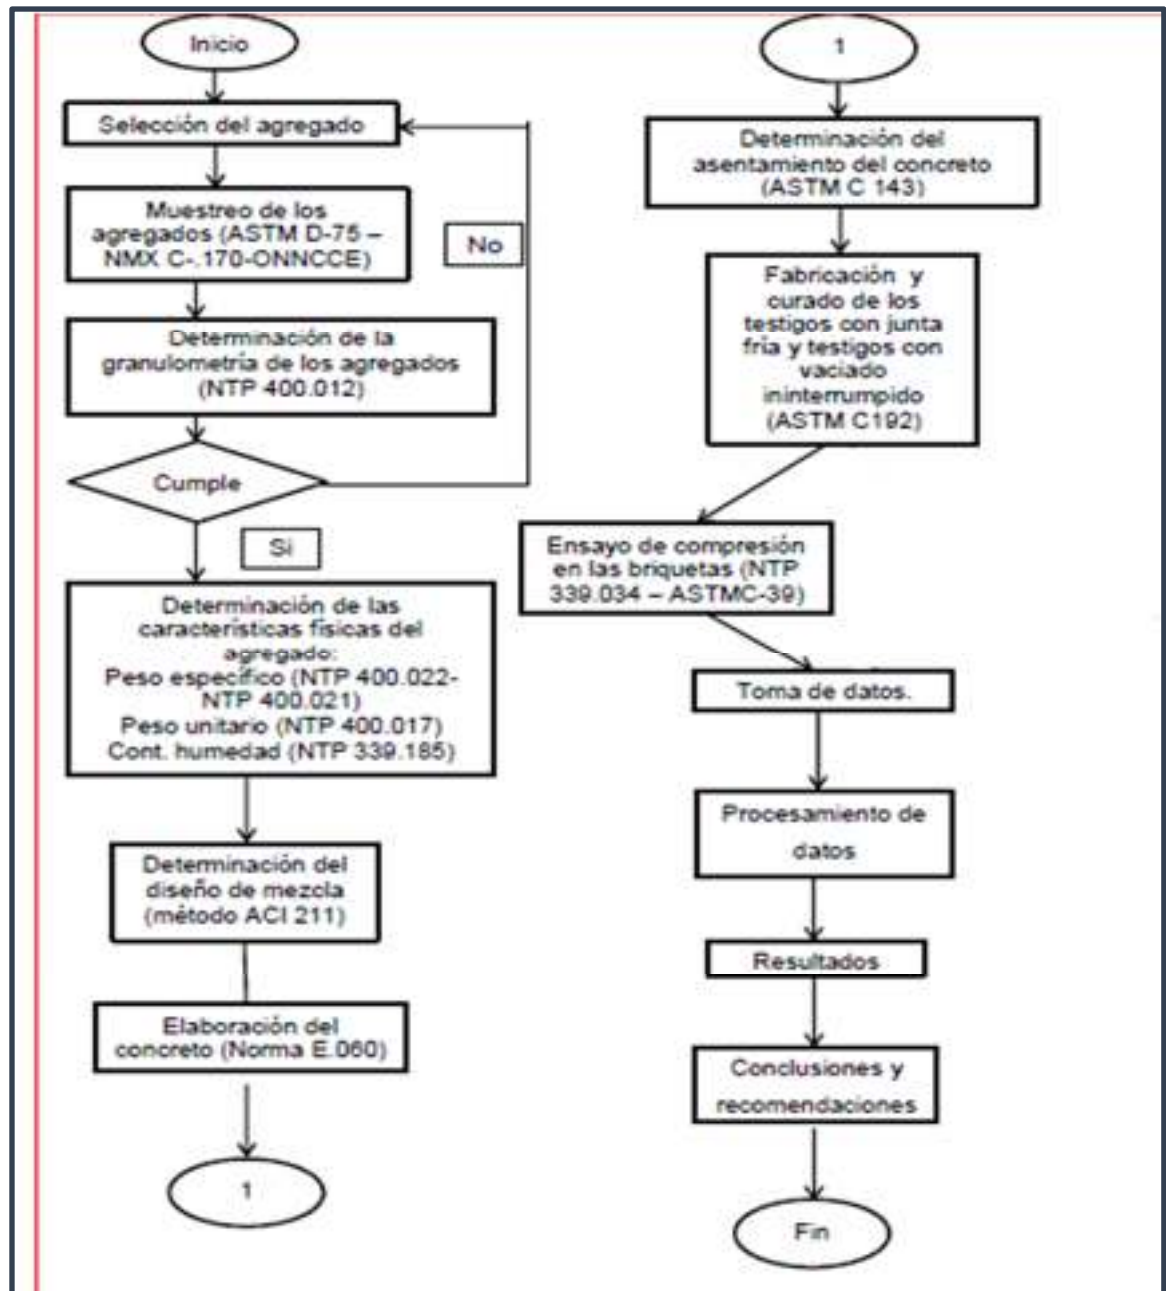 Inicio
Selección del agregado
Muestreo de los
agregados (ASTM D-75 –
NMX C-.170-ONNCCE)
No
Determinación de la
granulometría de los agregados
(NTP 400.012)
Cumple
Si
Determinación de las
características físicas del
agregado:
Peso específico (NTP 400.022-
NTP 400.021)
Peso unitario (NTP 400.017)
Cont. humedad (NTP 339.185)
Determinación del
diseño de mezcla
(método ACI 211)
Elaboración del
concreto (Norma E.060)
1
1
Determinación del
asentamiento del concreto
(ASTM C 143)
Fabricación y
curado de los
testigos con junta
fría y testigos con
vaciado
ininterrumpido
(ASTM C192)
Ensayo de compresión
en las briquetas (NTP
339.034 – ASTMC-39)
Toma de datos.
Procesamiento de
datos
Resultados
Conclusiones y
recomendaciones
Fin